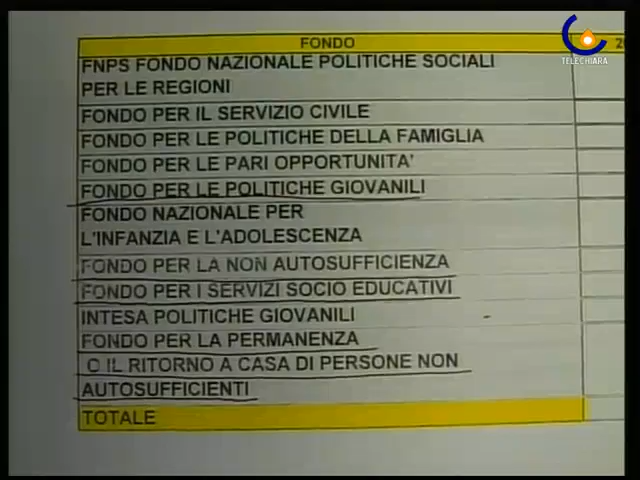 FONDO
TELECHIARA
FNPS FONDO NAZIONALE POLITICHE SOCIALI
PER LE REGIONI
FONDO PER IL SERVIZIO CIVILE
FONDO PER LE POLITICHE DELLA FAMIGLIA
FONDO PER LE PARI OPPORTUNITA'
FONDO PER LE POLITICHE GIOVANILI
FONDO NAZIONALE PER
L'INFANZIA E L'ADOLESCENZA
FONDO PER LA NON AUTOSUFFICIENZA
FONDO PER I SERVIZI SOCIO EDUCATIVI
INTESA POLITICHE GIOVANILI
FONDO PER LA PERMANENZA
O IL RITORNO A CASA DI PERSONE NON
AUTOSUFFICIENTI
TOTALE